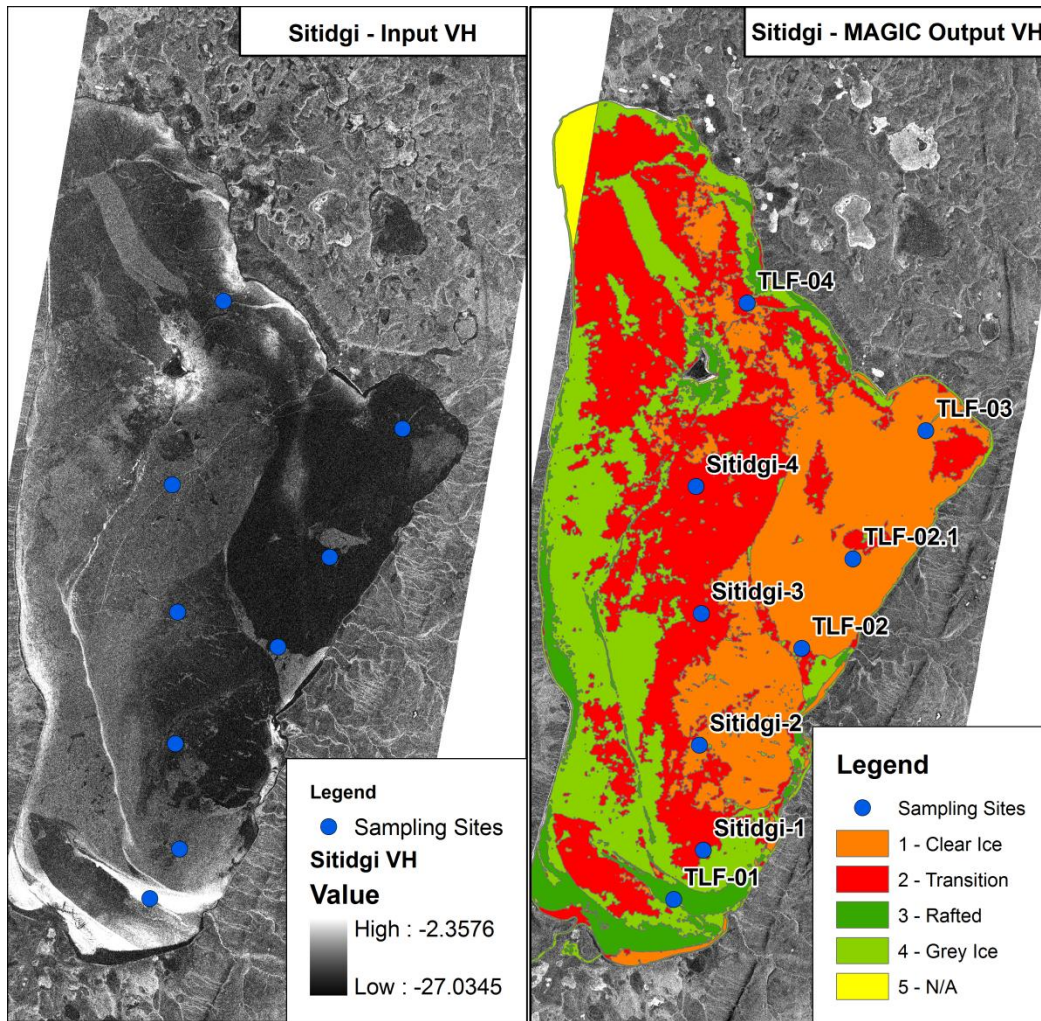 Sitidgi - Input VH
Legend
Sampling Sites
Sitidgi VH
Value
High : -2.3576
Low : -27.0345
Sitidgi - MAGIC Output VH
TLF-04
TLF-03
Sitidgi-4
TLF-02.1
Sitidgi-3
TLF-02
Sitidgi-2
Sitidgi-1
TLF-01
Legend
Sampling Sites
1 - Clear Ice
2 - Transition
3 - Rafted
4 - Grey Ice
5 - N/A